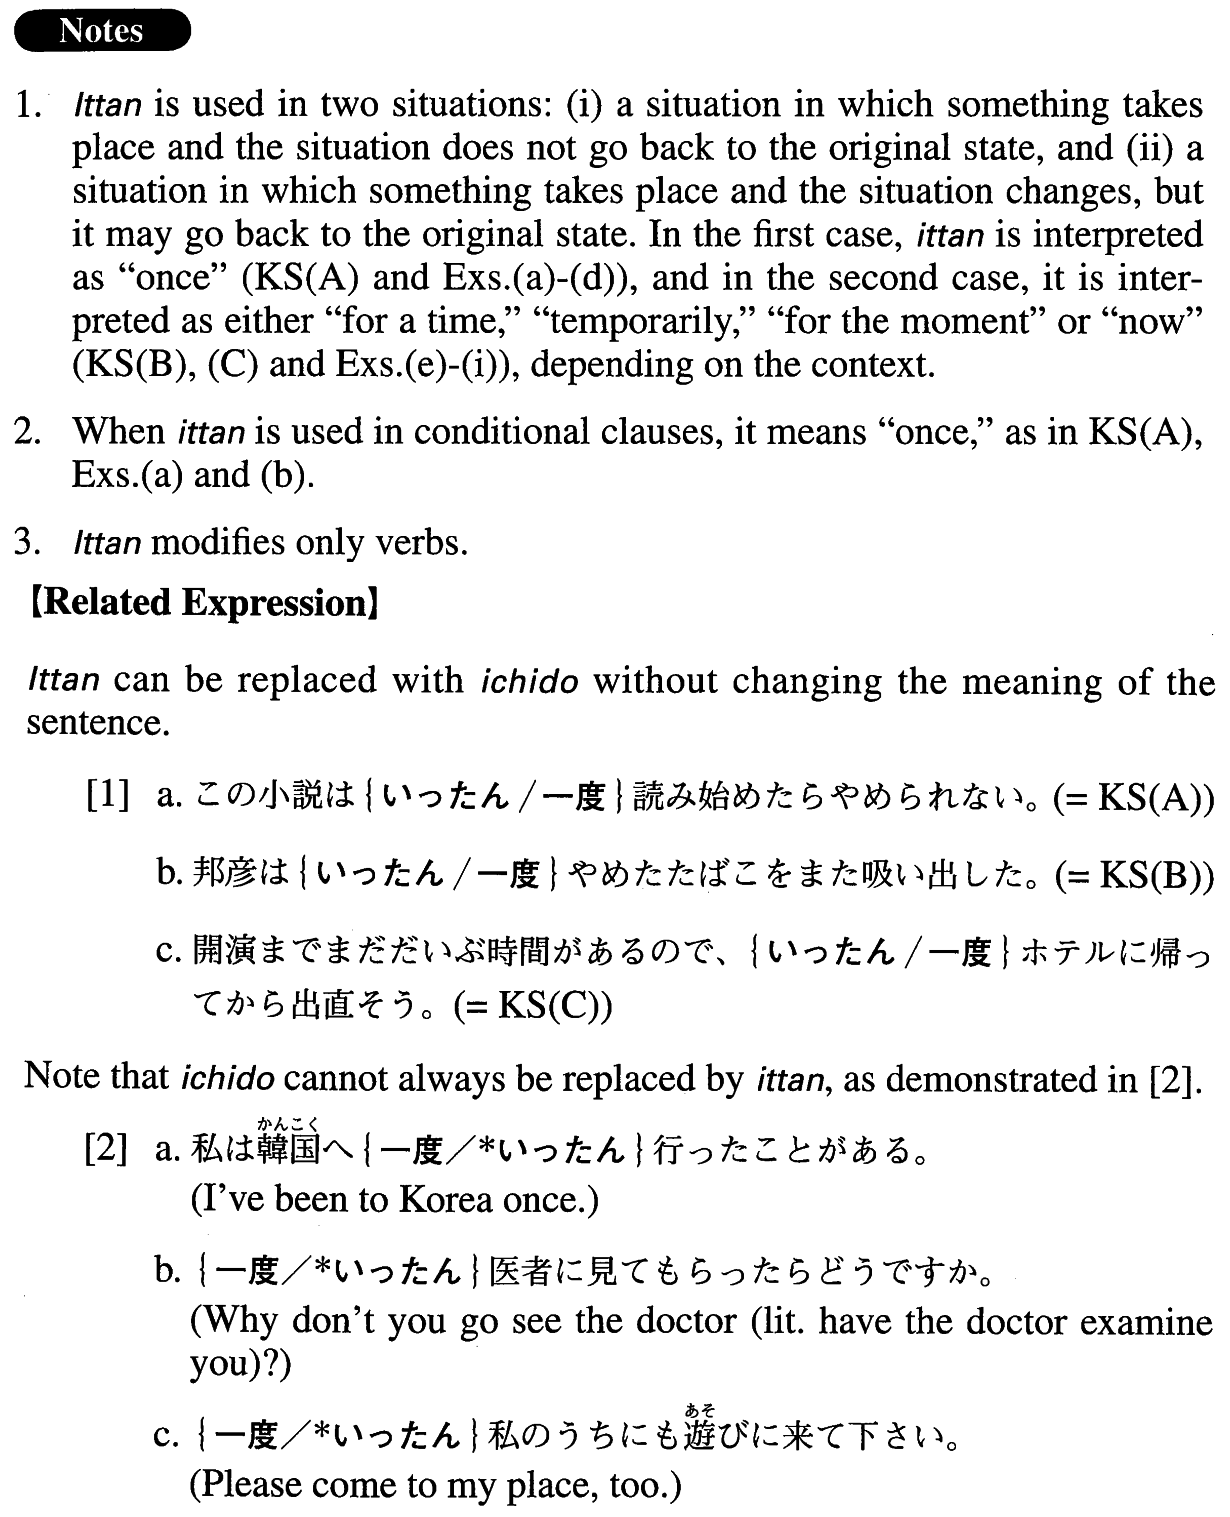 Notes
1. Ittan is used in two situations: (i) a situation in which something takes
place and the situation does not go back to the original state, and (ii) a
situation in which something takes place and the situation changes, but
it may go back to the original state. In the first case, ittan is interpreted
as “once” (KS(A) and Exs.(a)-(d)), and in the second case, it is inter-
preted as either “for a time,” “temporarily,” “for the moment” or “now”
(KS(B), (C) and Exs.(e)-(i)), depending on the context.
2. When ittan is used in conditional clauses, it means “once,” as in KS(A),
Exs.(a) and (b).
3. Ittan modifies only verbs.
【Related Expression】
Ittan can be replaced with ichido without changing the meaning of the
sentence.
[1] a. この小説は{いったん/一度}読み始めたらやめられない。(= KS(A))
b. 邦彦は{いったん/一度}やめたたばこをまた吸い出した。(= KS(B))
c. 開演までまだだいぶ時間があるので、{いったん/一度}ホテルに帰っ
てから出直そう。(= KS(C))
Note that ichido cannot always be replaced by ittan, as demonstrated in [2].
かんこく
[2] a. 私は韓国へ{一度/*いったん}行ったことがある。
(I’ve been to Korea once.)
b. {一度/*いったん}医者に見てもらったらどうですか。
(Why don’t you go see the doctor (lit. have the doctor examine
you)?)
あそ
c. {一度/*いったん}私のうちにも遊びに来て下さい。
(Please come to my place, too.)